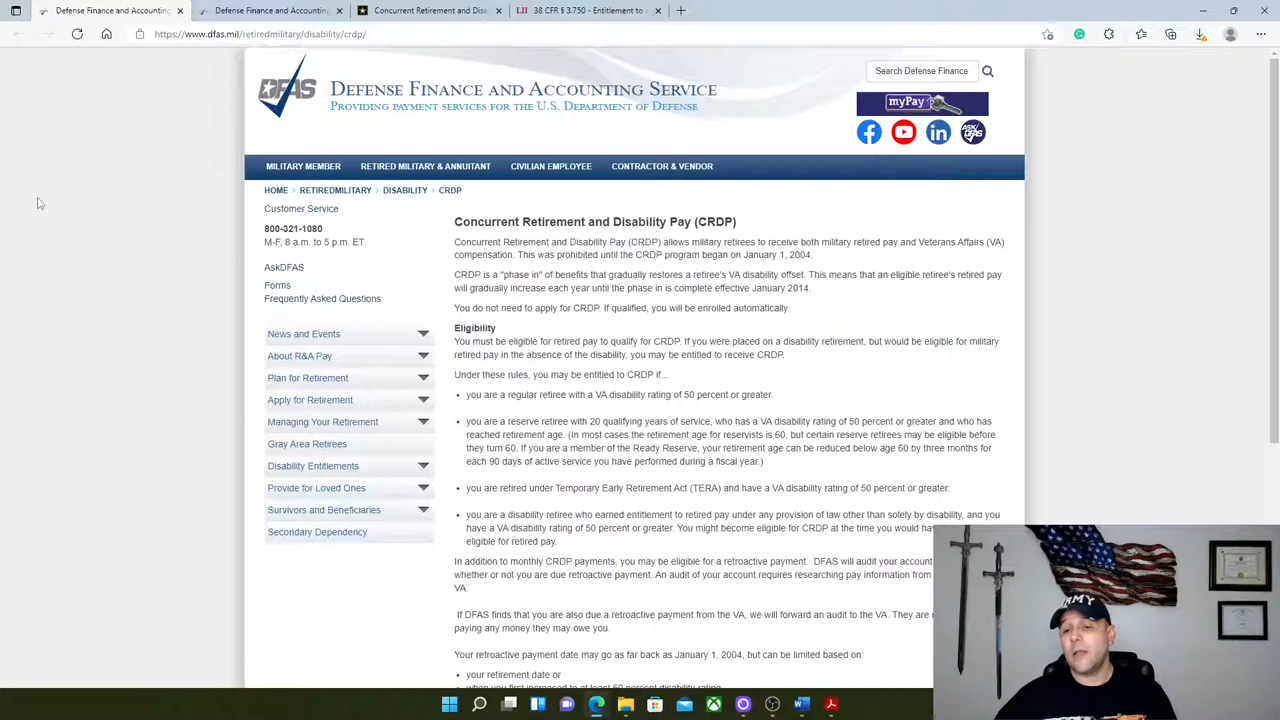 Defense Finance and Accounting
Defense Finance and Accounting
Concurrent Retirement and Disa
38 CFR § 3.750 - Entitlement to c
https://www.dfas.mil/retiredmilitary/disability/crdp/
DFAS
DEFENSE FINANCE AND ACCOUNTING SERVICE
PROVIDING PAYMENT SERVICES FOR THE U.S. DEPARTMENT OF DEFENSE
Search Defense Finance
myPay
MILITARY MEMBER RETIRED MILITARY & ANNUITANT CIVILIAN EMPLOYEE CONTRACTOR & VENDOR
HOME > RETIREDMILITARY > DISABILITY > CRDP
Customer Service
800-321-1080
M-F, 8 a.m. to 5 p.m. ET
AskDFAS
Forms
Frequently Asked Questions
News and Events
About R&A Pay
Plan for Retirement
Apply for Retirement
Managing Your Retirement
Gray Area Retirees
Disability Entitlements
Provide for Loved Ones
Survivors and Beneficiaries
Secondary Dependency
Concurrent Retirement and Disability Pay (CRDP)
Concurrent Retirement and Disability Pay (CRDP) allows military retirees to receive both military retired pay and Veterans Affairs (VA)
compensation. This was prohibited until the CRDP program began on January 1, 2004.
CRDP is a "phase in" of benefits that gradually restores a retiree's VA disability offset. This means that an eligible retiree's retired pay
will gradually increase each year until the phase in is complete effective January 2014.
You do not need to apply for CRDP. If qualified, you will be enrolled automatically.
Eligibility
You must be eligible for retired pay to qualify for CRDP. If you were placed on a disability retirement, but would be eligible for military
retired pay in the absence of the disability, you may be entitled to receive CRDP.
Under these rules, you may be entitled to CRDP if…
• you are a regular retiree with a VA disability rating of 50 percent or greater.
• you are a reserve retiree with 20 qualifying years of service, who has a VA disability rating of 50 percent or greater and who has
reached retirement age. (In most cases the retirement age for reservists is 60, but certain reserve retirees may be eligible before
they turn 60. If you are a member of the Ready Reserve, your retirement age can be reduced below age 60 by three months for
each 90 days of active service you have performed during a fiscal year.)
• you are retired under Temporary Early Retirement Act (TERA) and have a VA disability rating of 50 percent or greater.
• you are a disability retiree who earned entitlement to retired pay under any provision of law other than solely by disability, and you
have a VA disability rating of 50 percent or greater. You might become eligible for CRDP at the time you would have
eligible for retired pay.
In addition to monthly CRDP payments, you may be eligible for a retroactive payment. DFAS will audit your account
whether or not you are due retroactive payment. An audit of your account requires researching pay information from
VA.
If DFAS finds that you are also due a retroactive payment from the VA, we will forward an audit to the VA. They are
paying any money they may owe you.
Your retroactive payment date may go as far back as January 1, 2004, but can be limited based on:
• your retirement date or